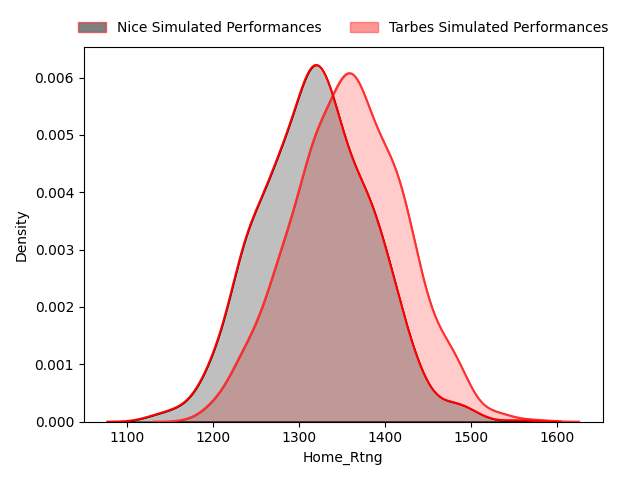 Nice Simulated Performances
Tarbes Simulated Performances
0.006
0.005
0.004
0.003
0.002
0.001
0.000
Density
1100 1200 1300 1400 1500 1600
Home_Rtng